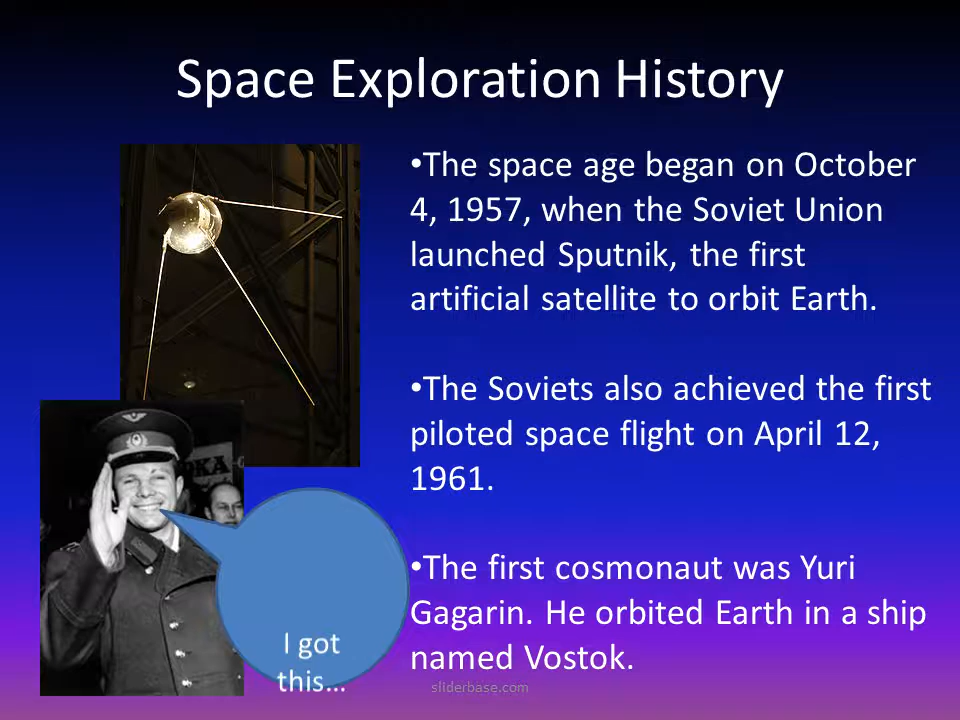 Space Exploration History
•The space age began on October
4, 1957, when the Soviet Union
launched Sputnik, the first
artificial satellite to orbit Earth.
•The Soviets also achieved the first
piloted space flight on April 12,
1961.
•The first cosmonaut was Yuri
Gagarin. He orbited Earth in a ship
named Vostok.
I got
this...
sliderbase.com